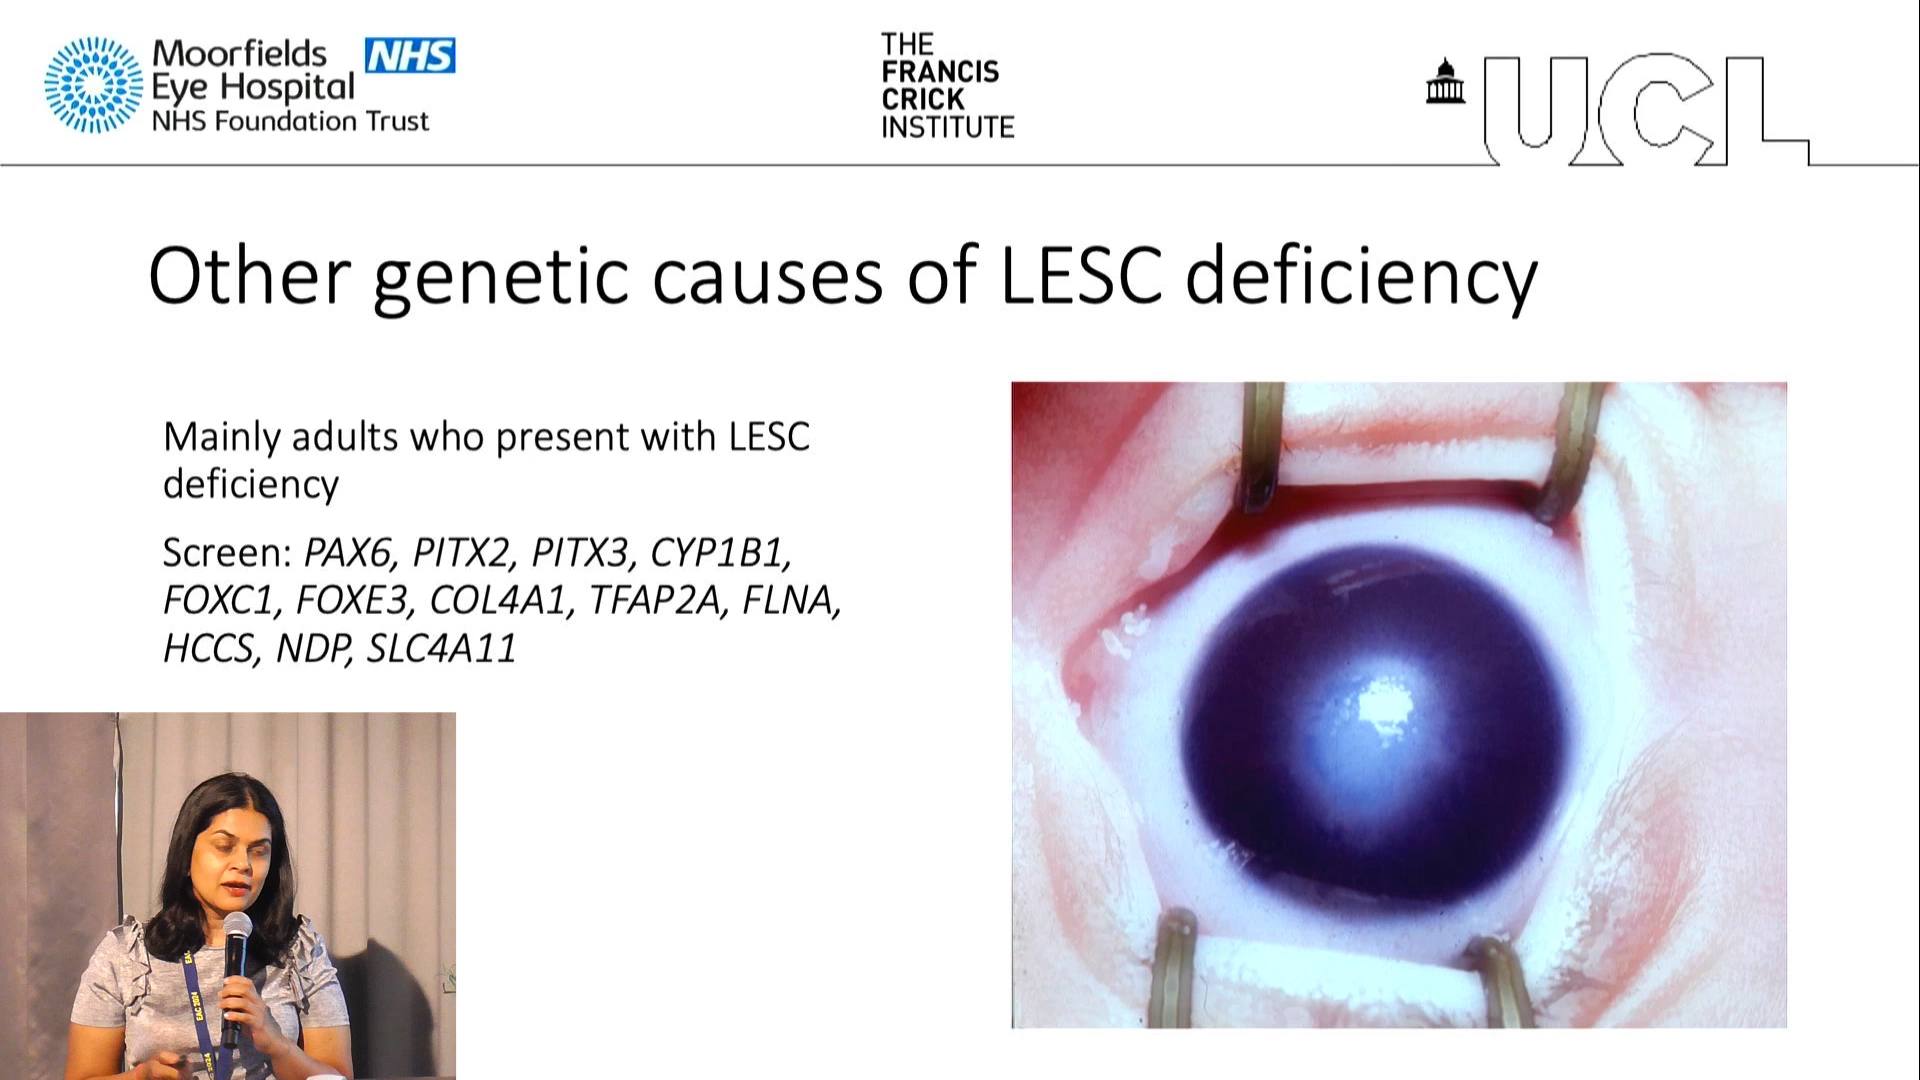 Moorfields NHS
Eye Hospital
NHS Foundation Trust
THE
FRANCIS
CRICK
INSTITUTE
UCL
Other genetic causes of LESC deficiency
Mainly adults who present with LESC
deficiency
Screen: PAX6, PITX2, PITX3, CYP1B1,
FOXC1, FOXE3, COL4A1, TFAP2A, FLNA,
HCCS, NDP, SLC4A11
EAC 2024